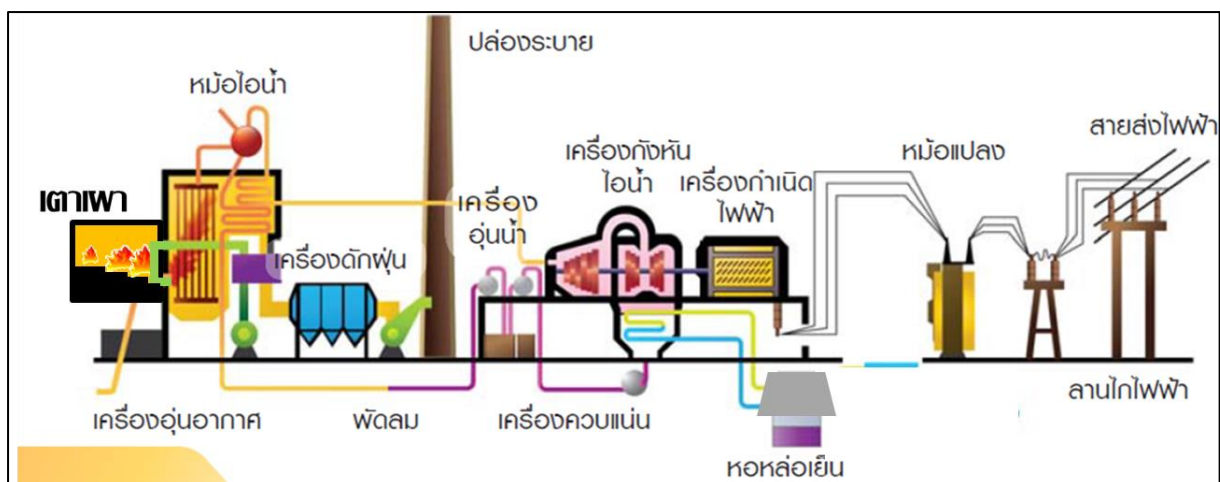 ปล่องระบาย
หม้อไอน้ำ
สายส่งไฟฟ้า
เครื่องกังหัน
ไอน้ำ
หม้อแปลง
เครื่องกำเนิด
ไฟฟ้า
เตาเผา
เครื่อง
อุ่นน้ำ
เครื่องดักฝุ่น
เครื่องอุ่นอากาศ
พัดลม
เครื่องควบแน่น
ลานไกไฟฟ้า
หอหล่อเย็น